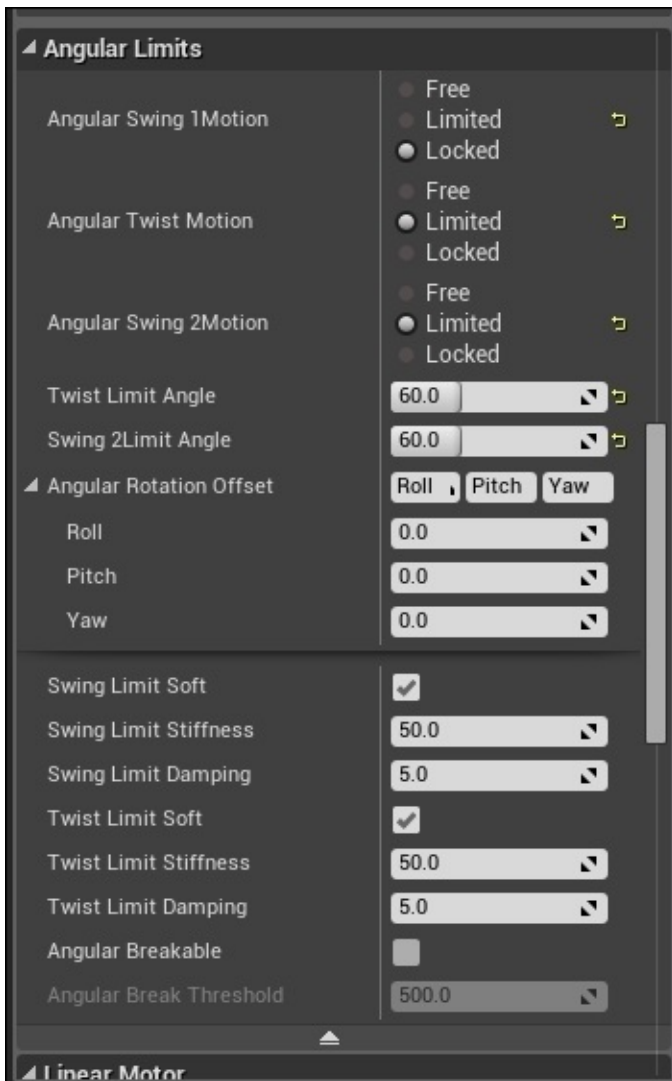 Angular Limits
Free
Angular Swing 1Motion
Limited
Locked
Free
Angular Twist Motion
Limited
Locked
Free
Angular Swing 2Motion
Limited
Locked
Twist Limit Angle 60.0
Swing 2Limit Angle 60.0
Angular Rotation Offset Roll Pitch Yaw
Roll 0.0
Pitch 0.0
Yaw 0.0
Swing Limit Soft
Swing Limit Stiffness 50.0
Swing Limit Damping 5.0
Twist Limit Soft
Twist Limit Stiffness 50.0
Twist Limit Damping 5.0
Angular Breakable
Angular Break Threshold 500.0
Linear Motor